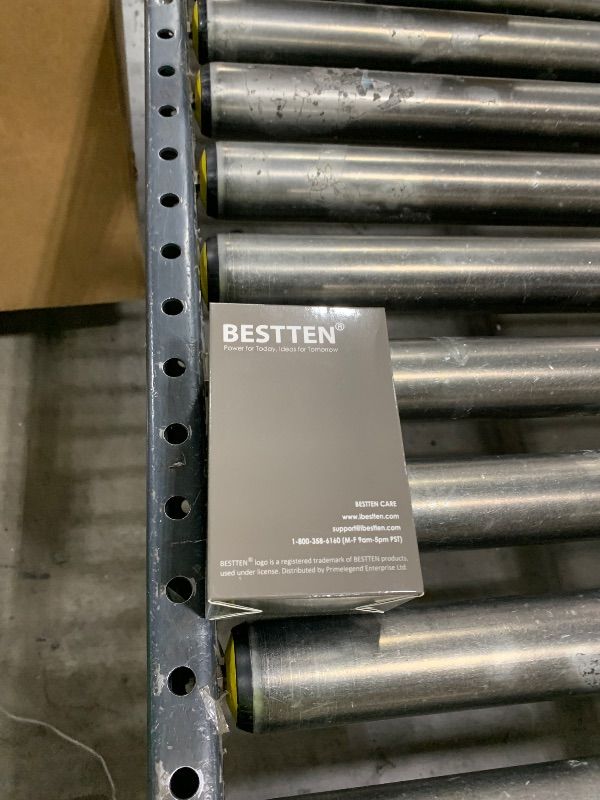 BESTTEN®
Power for Today, Ideas for Tomorrow
BESTTEN CARE
www.ibestten.com
support@ibestten.com
1-800-358-6160 (M-F 9am-5pm PST)
BESTTEN® logo is a registered trademark of BESTTEN products,
used under license. Distributed by Primelegend Enterprise Ltd.